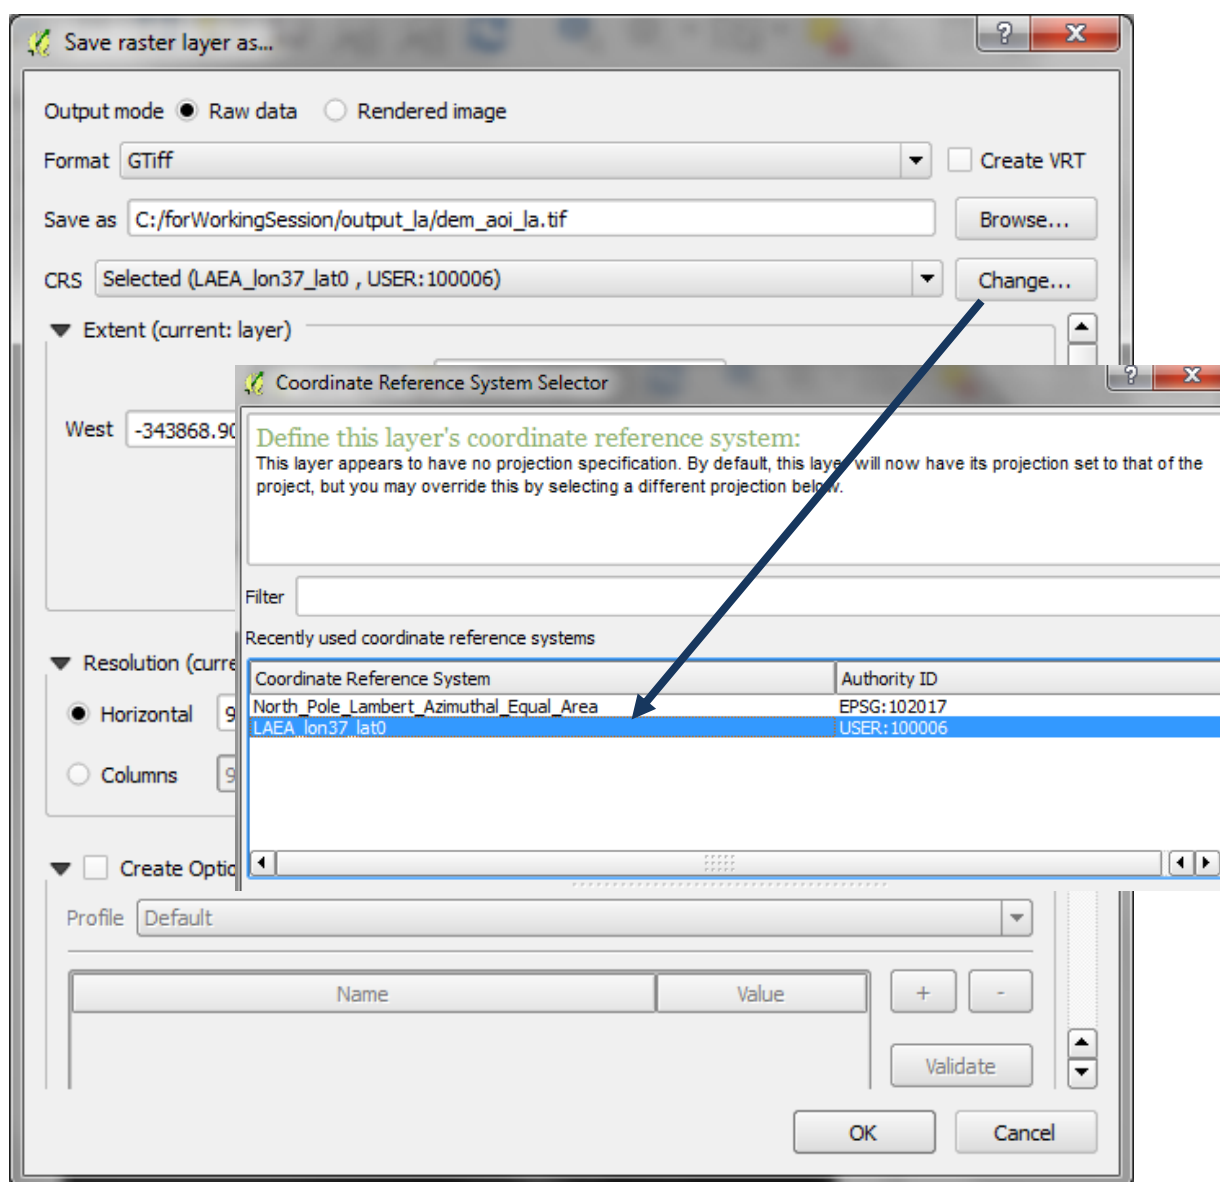 Save raster layer as...
Output mode Raw data Rendered image
Format GTiff Create VRT
Save as C:/forWorkingSession/output_la/dem_aoi_la.tif Browse...
CRS Selected (LAEA_lon37_lat0 , USER:100006) Change...
Extent (current: layer)
Coordinate Reference System Selector
West -343868.90
Define this layer's coordinate reference system:
This layer appears to have no projection specification. By default, this layer will now have its projection set to that of the
project, but you may override this by selecting a different projection below.
Filter
Recently used coordinate reference systems
Resolution (curre
Coordinate Reference System Authority ID
North_Pole_Lambert_Azimuthal_Equal_Area EPSG:102017
LAEA_lon37_lat0 USER:100006
Horizontal 9
Columns 9
Create Optio
Profile Default
Name Value + -
Validate
OK Cancel